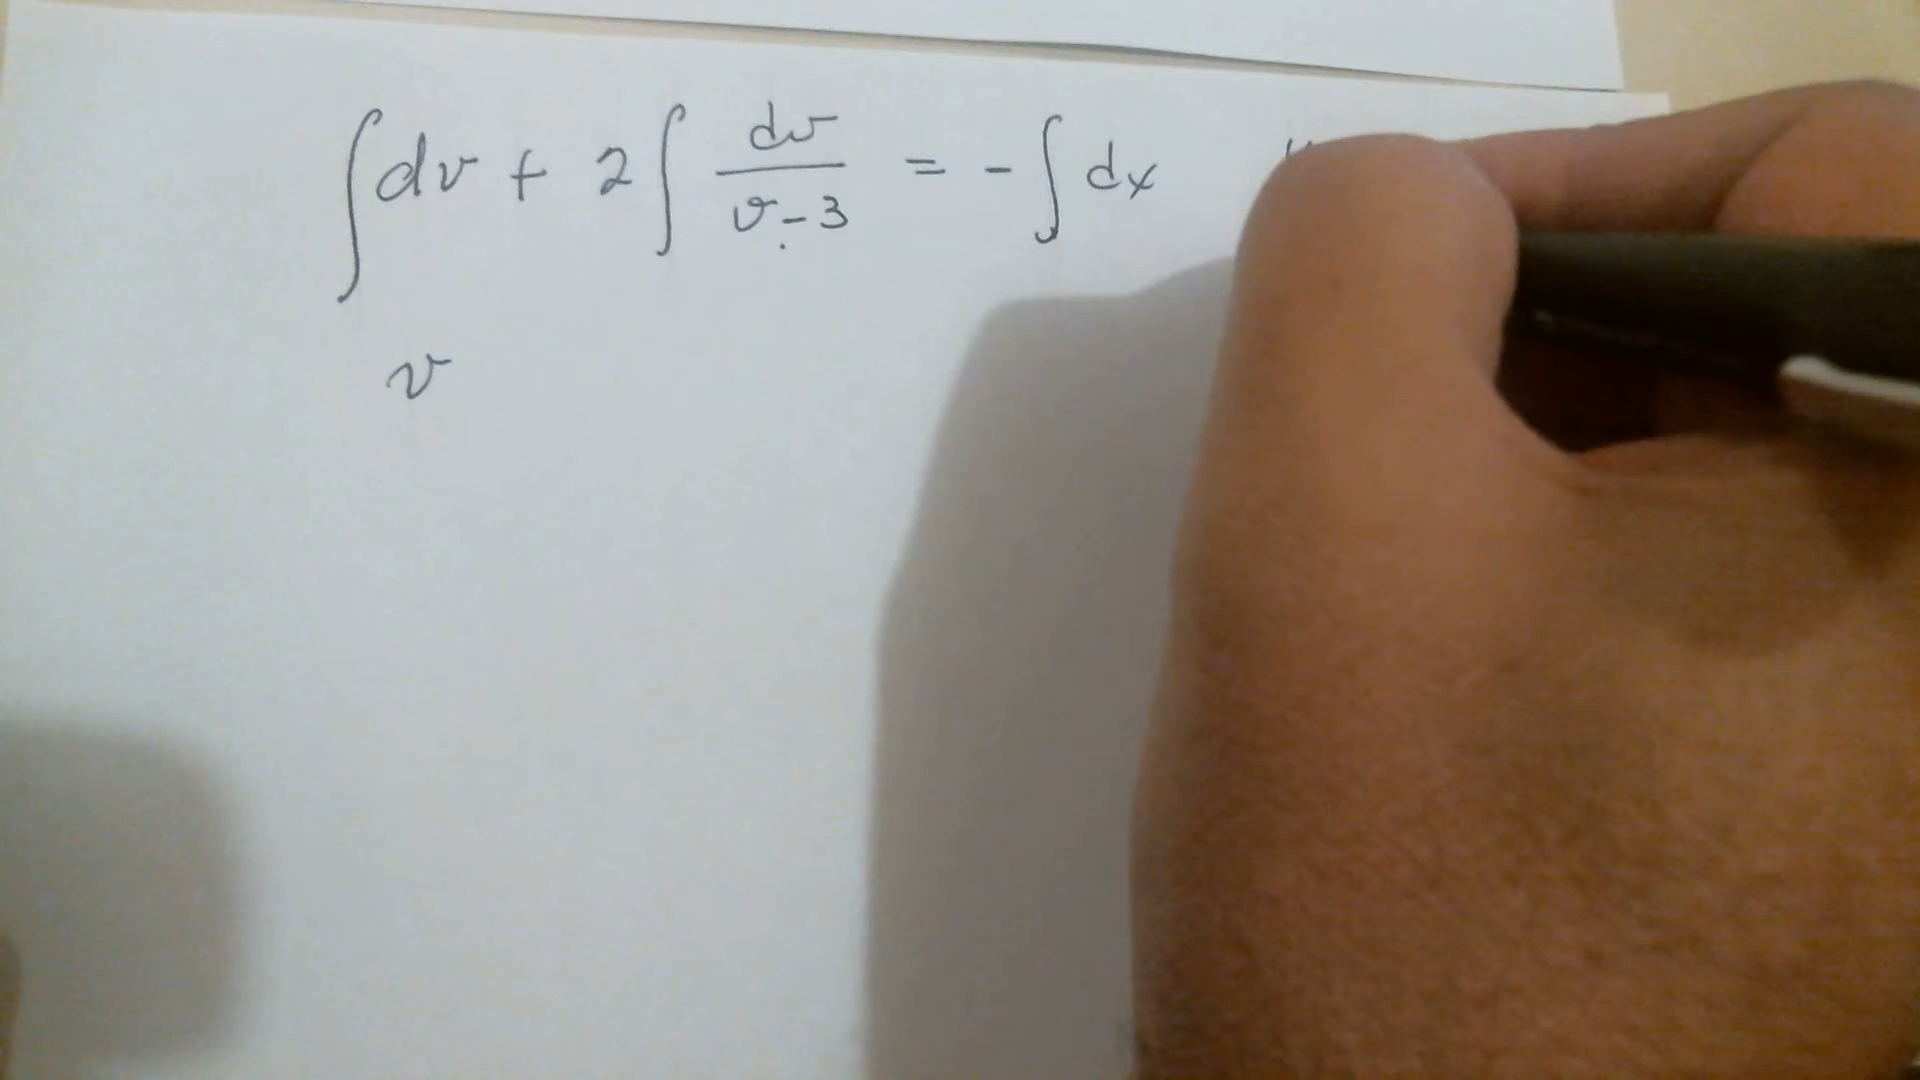 ∫dv + 2∫ dv/(v-3) = -∫dx
v